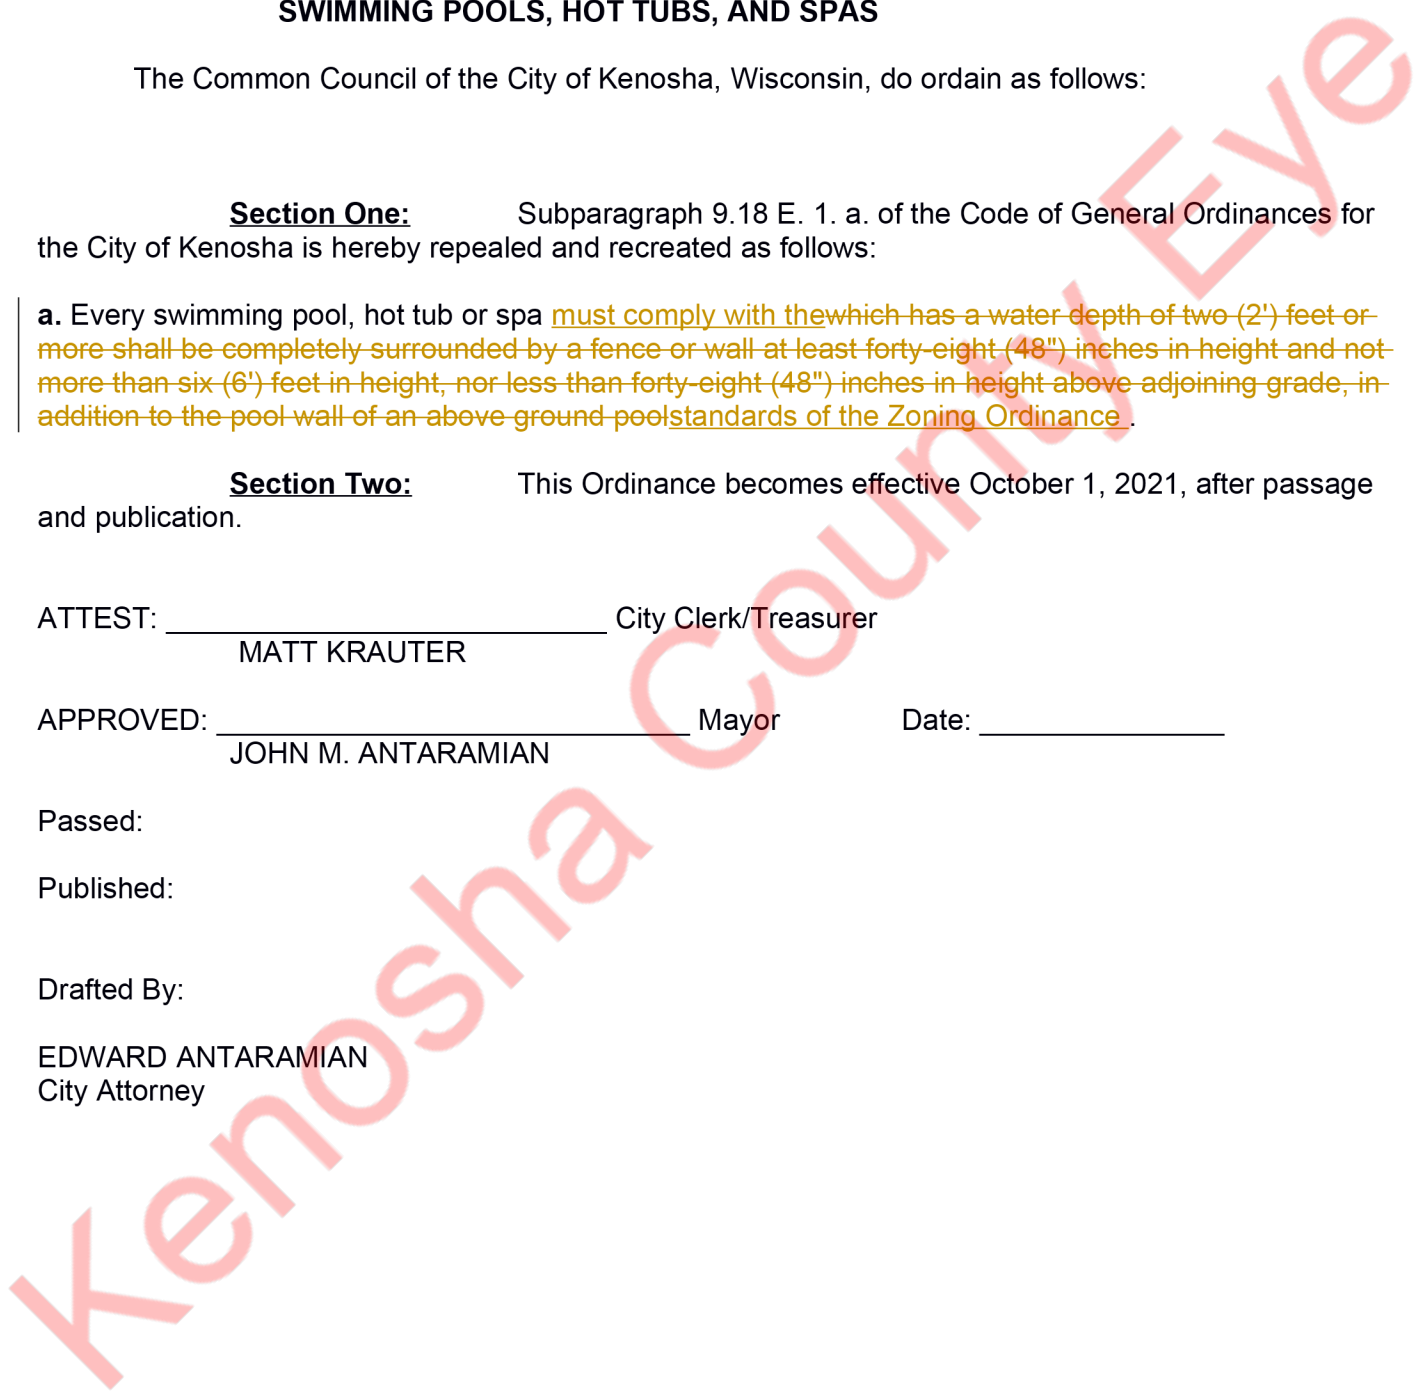 SWIMMING POOLS, HOT TUBS, AND SPAS
The Common Council of the City of Kenosha, Wisconsin, do ordain as follows:
Section One: Subparagraph 9.18 E. 1. a. of the Code of General Ordinances for
the City of Kenosha is hereby repealed and recreated as follows:
a. Every swimming pool, hot tub or spa must comply with thewhich has a water depth of two (2') feet or
more shall be completely surrounded by a fence or wall at least forty-eight (48") inches in height and not
more than six (6') feet in height, nor less than forty-eight (48") inches in height above adjoining grade, in
addition to the pool wall of an above ground poolstandards of the Zoning Ordinance .
Section Two: This Ordinance becomes effective October 1, 2021, after passage
and publication.
ATTEST: ___________________________ City Clerk/Treasurer
MATT KRAUTER
APPROVED: _____________________________ Mayor Date: _______________
JOHN M. ANTARAMIAN
Passed:
Published:
Drafted By:
EDWARD ANTARAMIAN
City Attorney
Kenosha County Eye